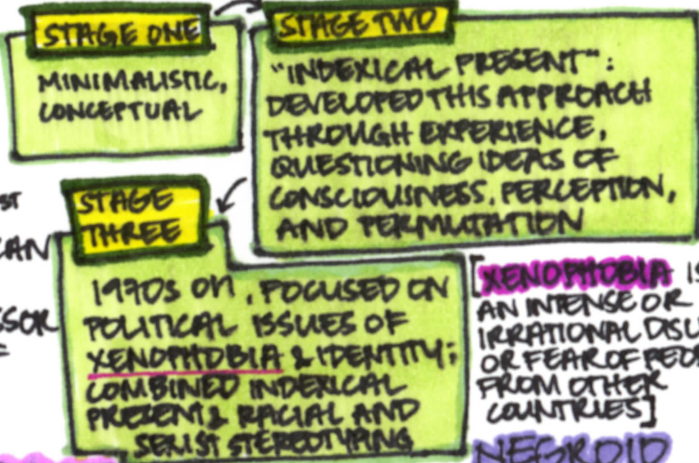 STAGE ONE
MINIMALISTIC,
CONCEPTUAL
STAGE TWO
"INDEXICAL PRESENT":
DEVELOPED THIS APPROACH
THROUGH EXPERIENCE,
QUESTIONING IDEAS OF
CONSCIOUSNESS, PERCEPTION,
AND PERMUTATION
STAGE
THREE
1970s ON, FOCUSED ON
POLITICAL ISSUES OF
XENOPHOBIA & IDENTITY;
COMBINED INDEXICAL
PRESENT & RACIAL AND
SEXIST STEREOTYPING
[XENOPHOBIA IS
AN INTENSE OR
IRRATIONAL
OR FEAR OF
FROM OTHER
COUNTRIES]
NEGROID